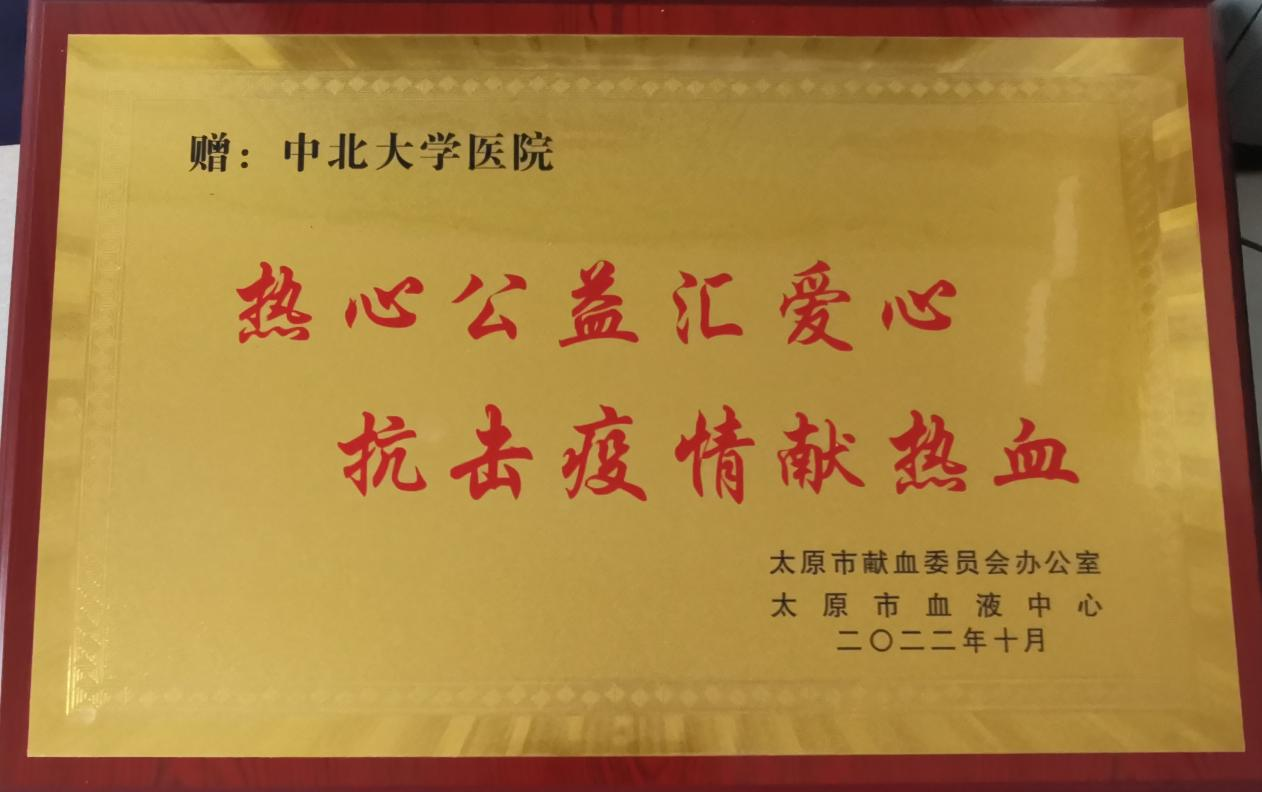 赠：中北大学医院
热心公益汇爱心
抗击疫情献热血
太原市献血委员会办公室
太原市血液中心
二〇二二年十月